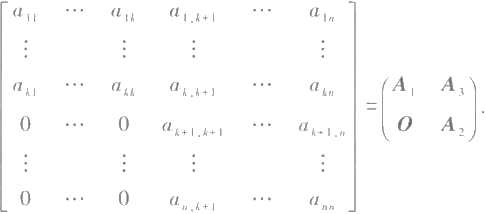 a₁₁ ⋯ a₁ₖ a₁,ₖ₊₁ ⋯ a₁ₙ
⋮ ⋮ ⋮ ⋮
aₖ₁ ⋯ aₖₖ aₖ,ₖ₊₁ ⋯ aₖₙ
0 ⋯ 0 aₖ₊₁,ₖ₊₁ ⋯ aₖ₊₁,ₙ
⋮ ⋮ ⋮ ⋮
0 ⋯ 0 aₙ,ₖ₊₁ ⋯ aₙₙ
=
A₁ A₃
O A₂
.